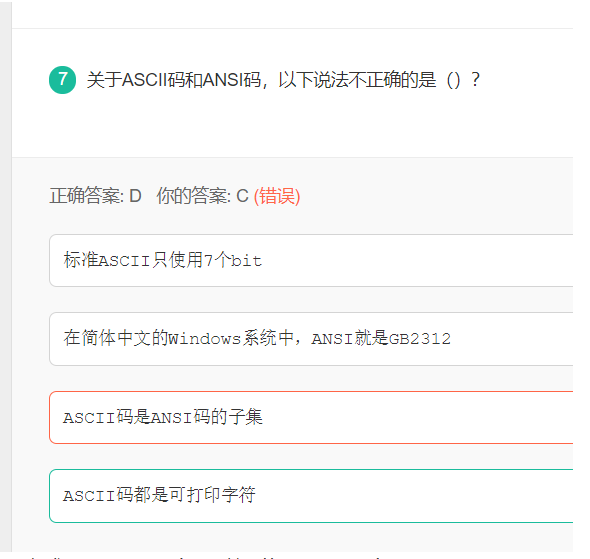 7 关于ASCII码和ANSI码，以下说法不正确的是（）？
正确答案: D 你的答案: C (错误)
标准ASCII只使用7个bit
在简体中文的Windows系统中，ANSI就是GB2312
ASCII码是ANSI码的子集
ASCII码都是可打印字符